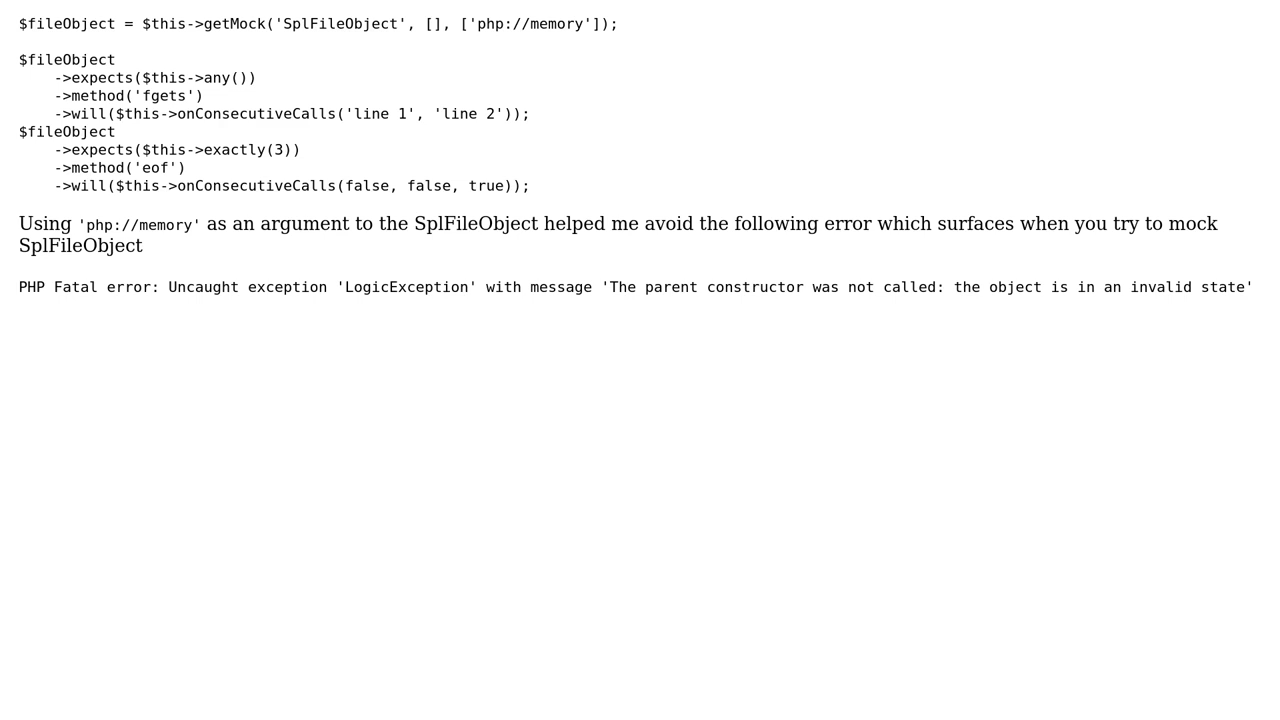 $fileObject = $this->getMock('SplFileObject', [], ['php://memory']);

$fileObject
    ->expects($this->any())
    ->method('fgets')
    ->will($this->onConsecutiveCalls('line 1', 'line 2'));
$fileObject
    ->expects($this->exactly(3))
    ->method('eof')
    ->will($this->onConsecutiveCalls(false, false, true));

Using 'php://memory' as an argument to the SplFileObject helped me avoid the following error which surfaces when you try to mock
SplFileObject

PHP Fatal error: Uncaught exception 'LogicException' with message 'The parent constructor was not called: the object is in an invalid state'